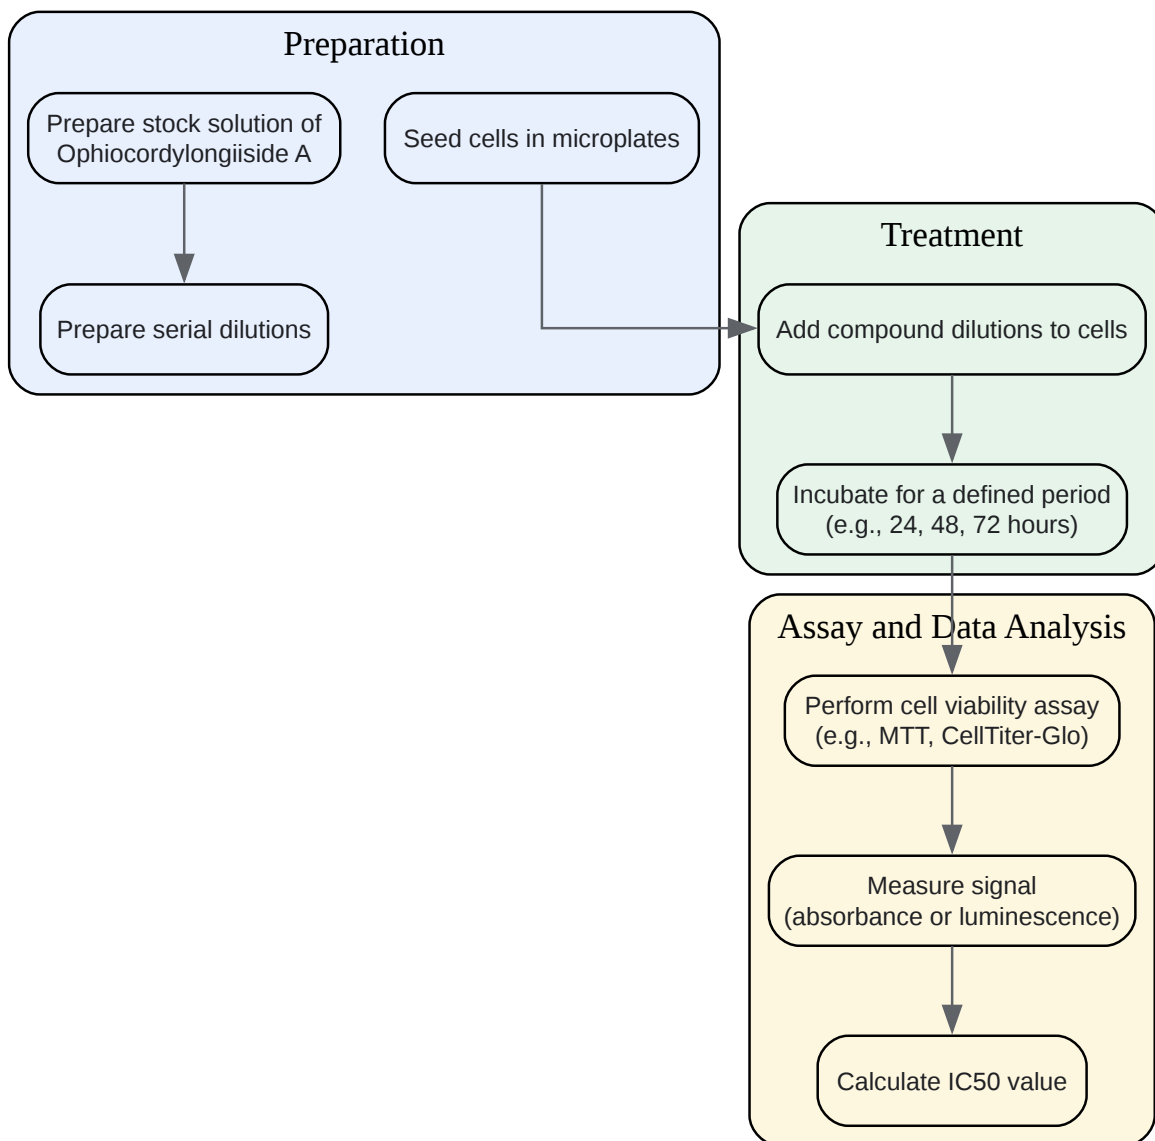 Preparation
Prepare stock solution of
Ophiocordylongiiside A
Seed cells in microplates
Prepare serial dilutions
Treatment
Add compound dilutions to cells
Incubate for a defined period
(e.g., 24, 48, 72 hours)
Assay and Data Analysis
Perform cell viability assay
(e.g., MTT, CellTiter-Glo)
Measure signal
(absorbance or luminescence)
Calculate IC50 value